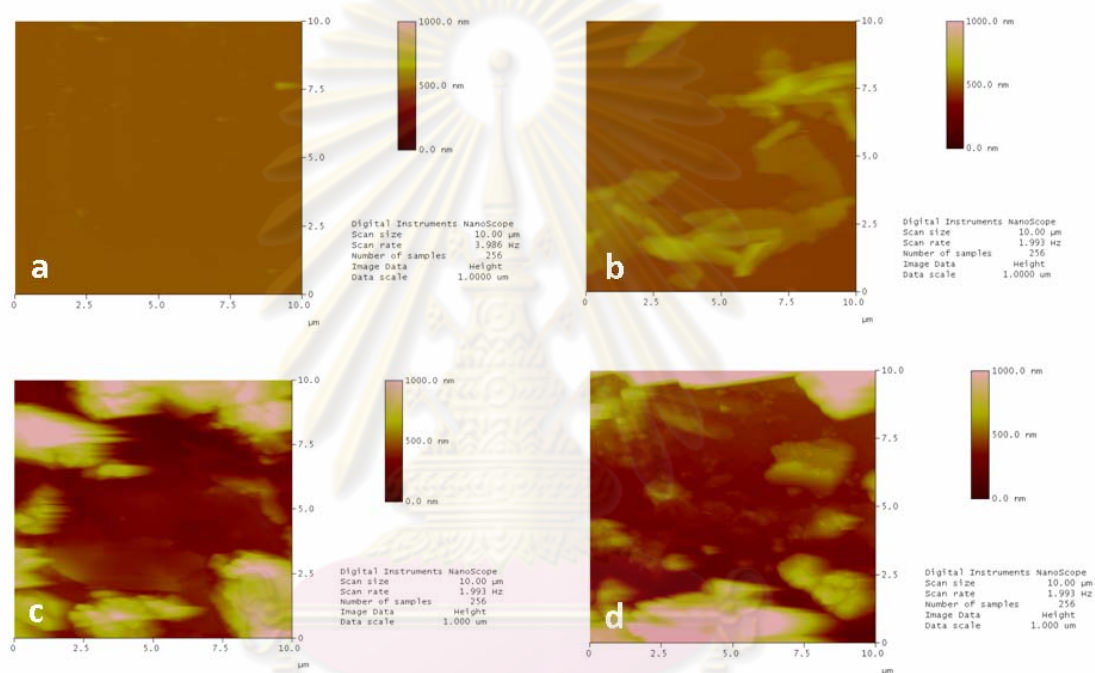 10.0
7.5
5.0
2.5
0
0 2.5 5.0 7.5 10.0
µm
1000.0 nm
500.0 nm
0.0 nm
Digital Instruments NanoScope
Scan size 10.00 µm
Scan rate 3.986 Hz
Number of samples 256
Image Data Height
Data scale 1.0000 um
a
10.0
7.5
5.0
2.5
0
0 2.5 5.0 7.5 10.0
µm
1000.0 nm
500.0 nm
0.0 nm
Digital Instruments NanoScope
Scan size 10.00 µm
Scan rate 1.993 Hz
Number of samples 256
Image Data Height
Data scale 1.0000 um
b
10.0
7.5
5.0
2.5
0
0 2.5 5.0 7.5 10.0
µm
1000.0 nm
500.0 nm
0.0 nm
Digital Instruments NanoScope
Scan size 10.00 µm
Scan rate 1.993 Hz
Number of samples 256
Image Data Height
Data scale 1.000 um
c
10.0
7.5
5.0
2.5
0
0 2.5 5.0 7.5 10.0
µm
1000.0 nm
500.0 nm
0.0 nm
Digital Instruments NanoScope
Scan size 10.00 µm
Scan rate 1.993 Hz
Number of samples 256
Image Data Height
Data scale 1.000 um
d